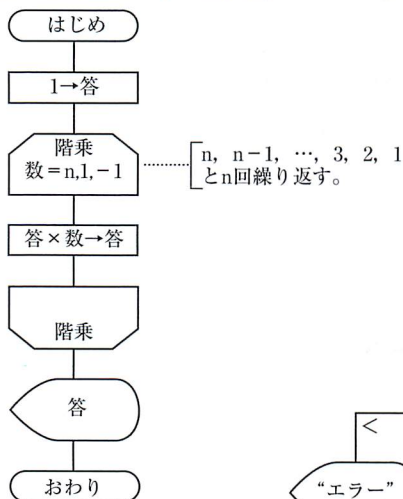 はじめ
1→答
階乗
数＝n,1,－1
n, n－1, …, 3, 2, 1
とn回繰り返す。
答×数→答
階乗
答
＜
おわり
“エラー”